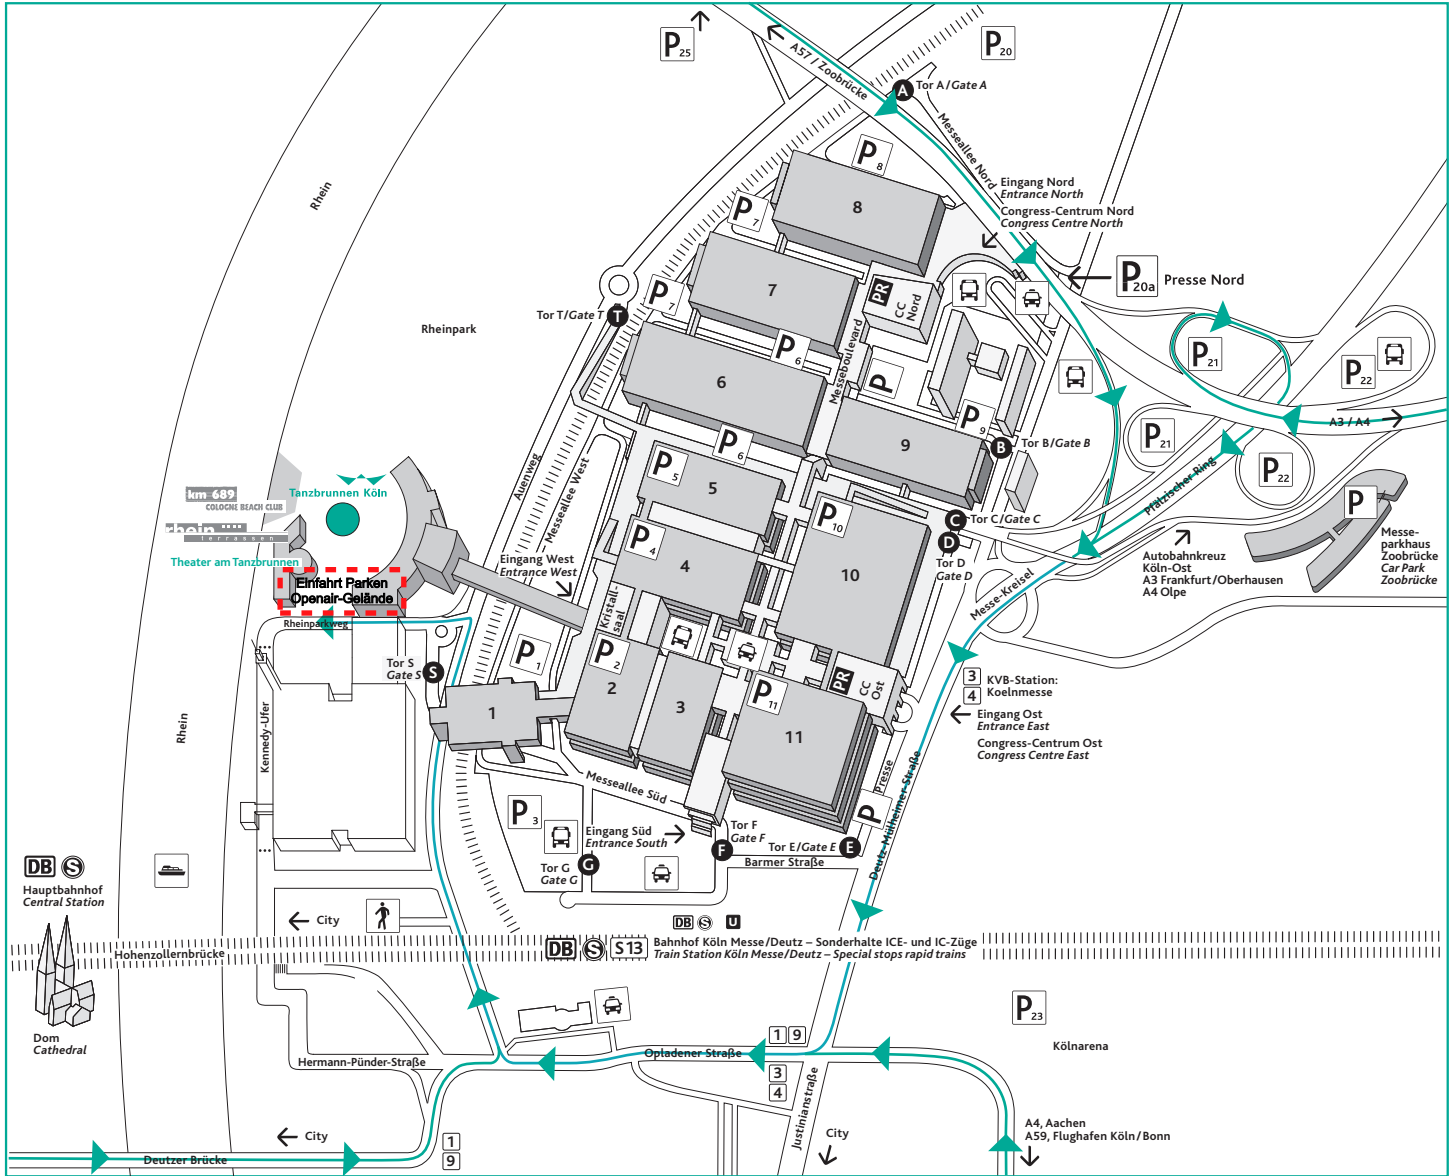 P25
A57 / Zoobrücke
P20
A
Tor A/Gate A
Messeallee Nord
P8
8
Eingang Nord
Entrance North
Congress-Centrum Nord
Congress Centre North
Rhein
P7
7
PR
CC
Nord
P20a
Presse Nord
P7
T
Tor T/Gate T
Rheinpark
Messeboulevard
P6
6
P
P21
P22
P9
9
A3 / A4
B
Tor B/Gate B
P21
P22
Pfälzischer Ring
P6
P5
5
Auenweg
Messeallee West
km 689
COLOGNE BEACH CLUB
Tanzbrunnen Köln
rhein
terrassen
Theater am Tanzbrunnen
Einfahrt Parken
Openair-Gelände
Rheinparkweg
Eingang West
Entrance West
P4
4
P10
10
C
Tor C/Gate C
D
Tor D
Gate D
P
Messe-
parkhaus
Zoobrücke
Car Park
Zoobrücke
Autobahnkreuz
Köln-Ost
A3 Frankfurt/Oberhausen
A4 Olpe
Messe-Kreisel
Kristall-
saal
Tor S
Gate S
S
P1
1
P2
2
3
P11
11
PR
CC
Ost
3
4
KVB-Station:
Koelnmesse
Eingang Ost
Entrance East
Congress-Centrum Ost
Congress Centre East
Rhein
Kennedy-Ufer
Messeallee Süd
Presse
P
Deutz-Mülheimer-Straße
P3
Eingang Süd
Entrance South
Tor F
Gate F
F
Tor E/Gate E
E
Barmer Straße
Tor G
Gate G
G
DB S
Hauptbahnhof
Central Station
City
DB S U
Hohenzollernbrücke
DB S S13
Bahnhof Köln Messe/Deutz – Sonderhalte ICE- und IC-Züge
Train Station Köln Messe/Deutz – Special stops rapid trains
Dom
Cathedral
P23
Kölnarena
1 9
Opladener Straße
3
4
Hermann-Pünder-Straße
Justinianstraße
City
City
1
9
Deutzer Brücke
A4, Aachen
A59, Flughafen Köln/Bonn